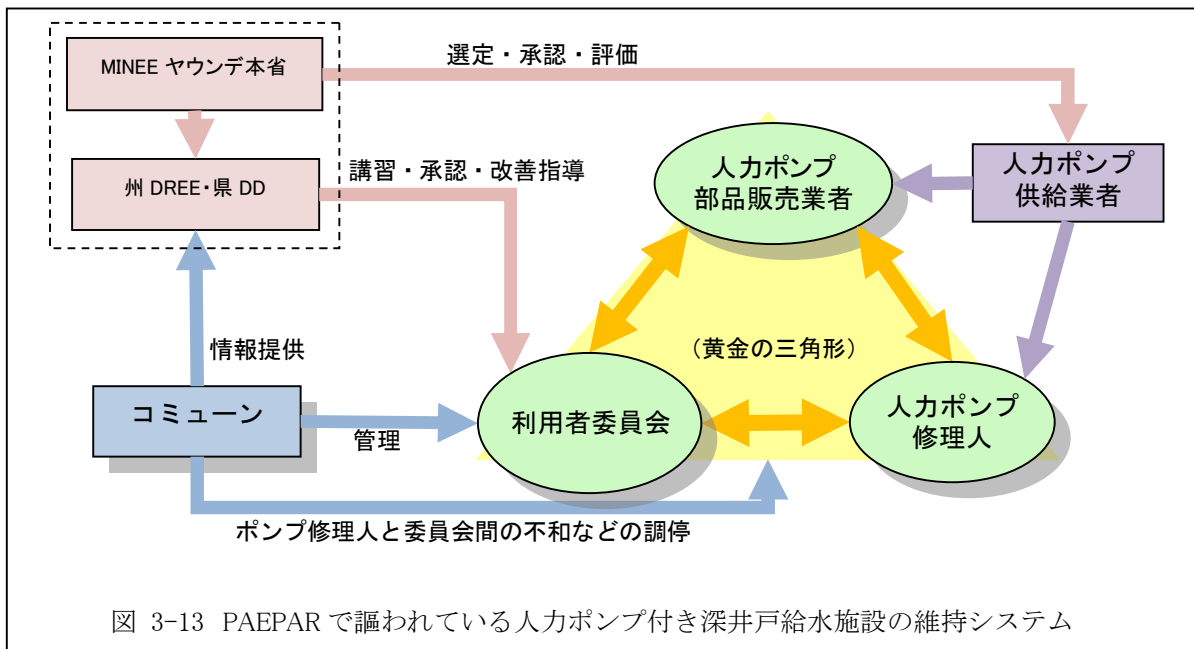 MINEE ヤウンデ本省
選定・承認・評価
州 DREE・県 DD
講習・承認・改善指導
人力ポンプ
部品販売業者
人力ポンプ
供給業者
情報提供
(黄金の三角形)
コミューン
管理
利用者委員会
人力ポンプ
修理人
ポンプ修理人と委員会間の不和などの調停
図 3-13 PAEPAR で謳われている人力ポンプ付き深井戸給水施設の維持システム